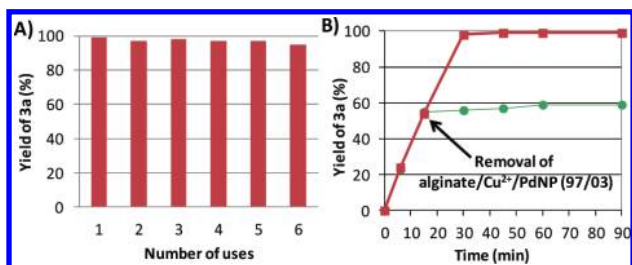 A)
100
80
60
40
20
0
Yield of 3a (%)
1 2 3 4 5 6
Number of uses
B)
100
80
60
40
20
0
Yield of 3a (%)
Removal of
alginate/Cu²⁺/PdNP (97/03)
0 10 20 30 40 50 60 70 80 90
Time (min)